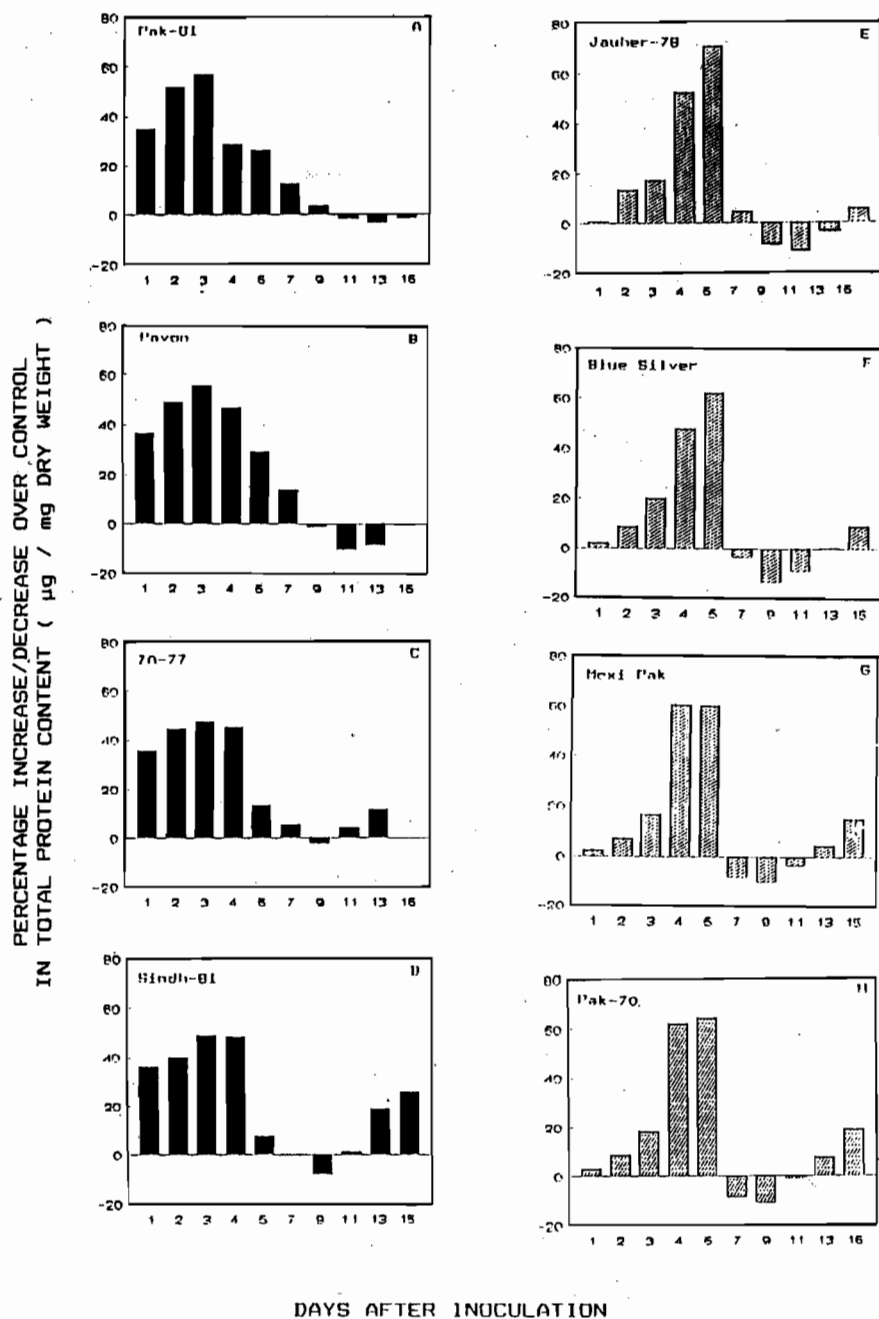 PERCENTAGE INCREASE/DECREASE OVER CONTROL
IN TOTAL PROTEIN CONTENT ( µg / mg DRY WEIGHT )
Pak-81
A
80
60
40
20
0
-20
1 2 3 4 5 7 9 11 13 15
Pavon
B
80
60
40
20
0
-20
1 2 3 4 5 7 9 11 13 15
ZA-77
C
80
60
40
20
0
-20
1 2 3 4 5 7 9 11 13 15
Sindh-81
D
80
60
40
20
0
-20
1 2 3 4 5 7 9 11 13 15
Jauher-78
E
80
60
40
20
0
-20
1 2 3 4 5 7 9 11 13 15
Blue Silver
F
80
60
40
20
0
-20
1 2 3 4 5 7 9 11 13 15
Mexi Pak
G
80
60
40
20
0
-20
1 2 3 4 5 7 9 11 13 15
Pak-70
H
80
60
40
20
0
-20
1 2 3 4 5 7 9 11 13 15
DAYS AFTER INOCULATION